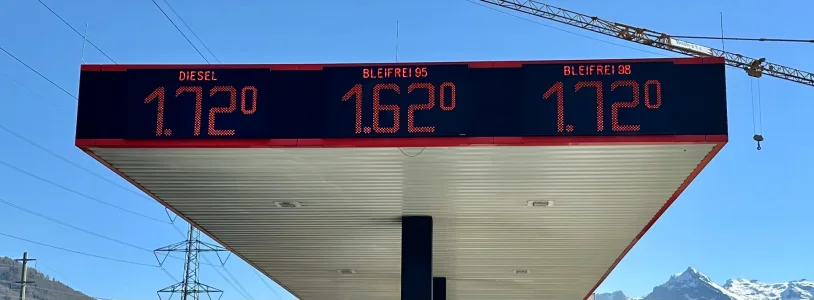 DIESEL
1.72⁰
BLEIFREI 95
1.62⁰
BLEIFREI 98
1.72⁰